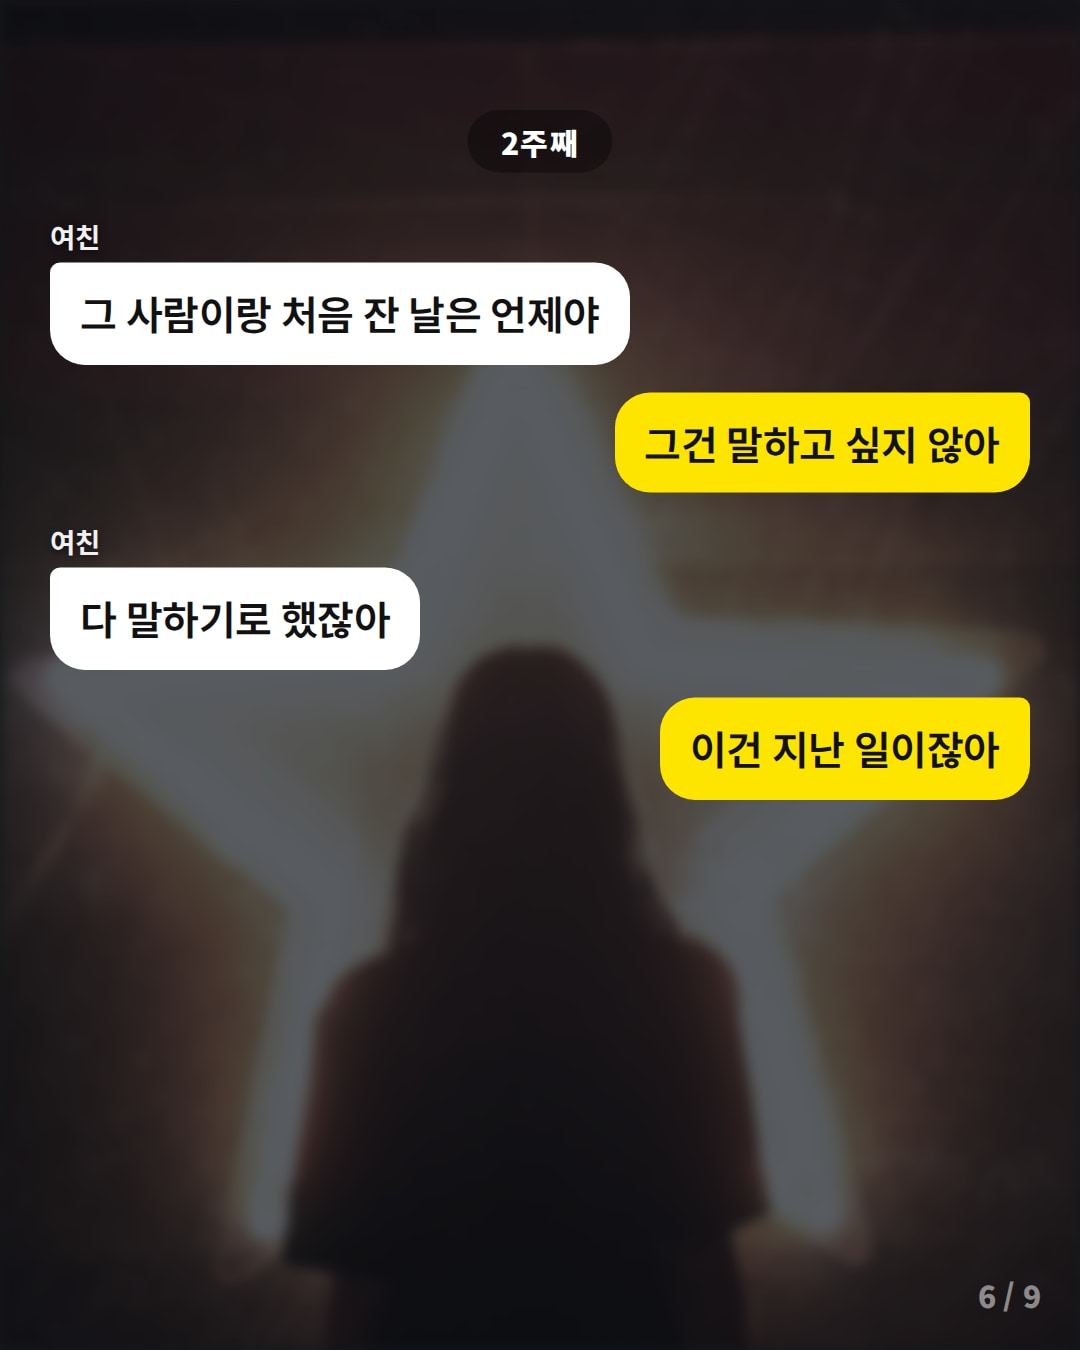 2주째
여친
그 사람이랑 처음 잔 날은 언제야
그건 말하고 싶지 않아
여친
다 말하기로 했잖아
이건 지난 일이잖아
6 / 9